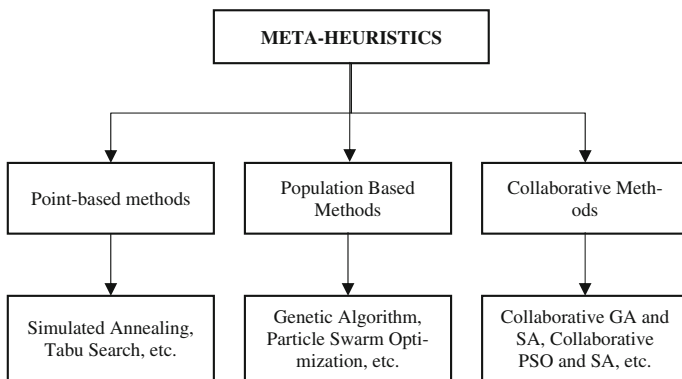 META-HEURISTICS
Point-based methods
Population Based
Methods
Collaborative Meth-
ods
Simulated Annealing,
Tabu Search, etc.
Genetic Algorithm,
Particle Swarm Opti-
mization, etc.
Collaborative GA and
SA, Collaborative
PSO and SA, etc.